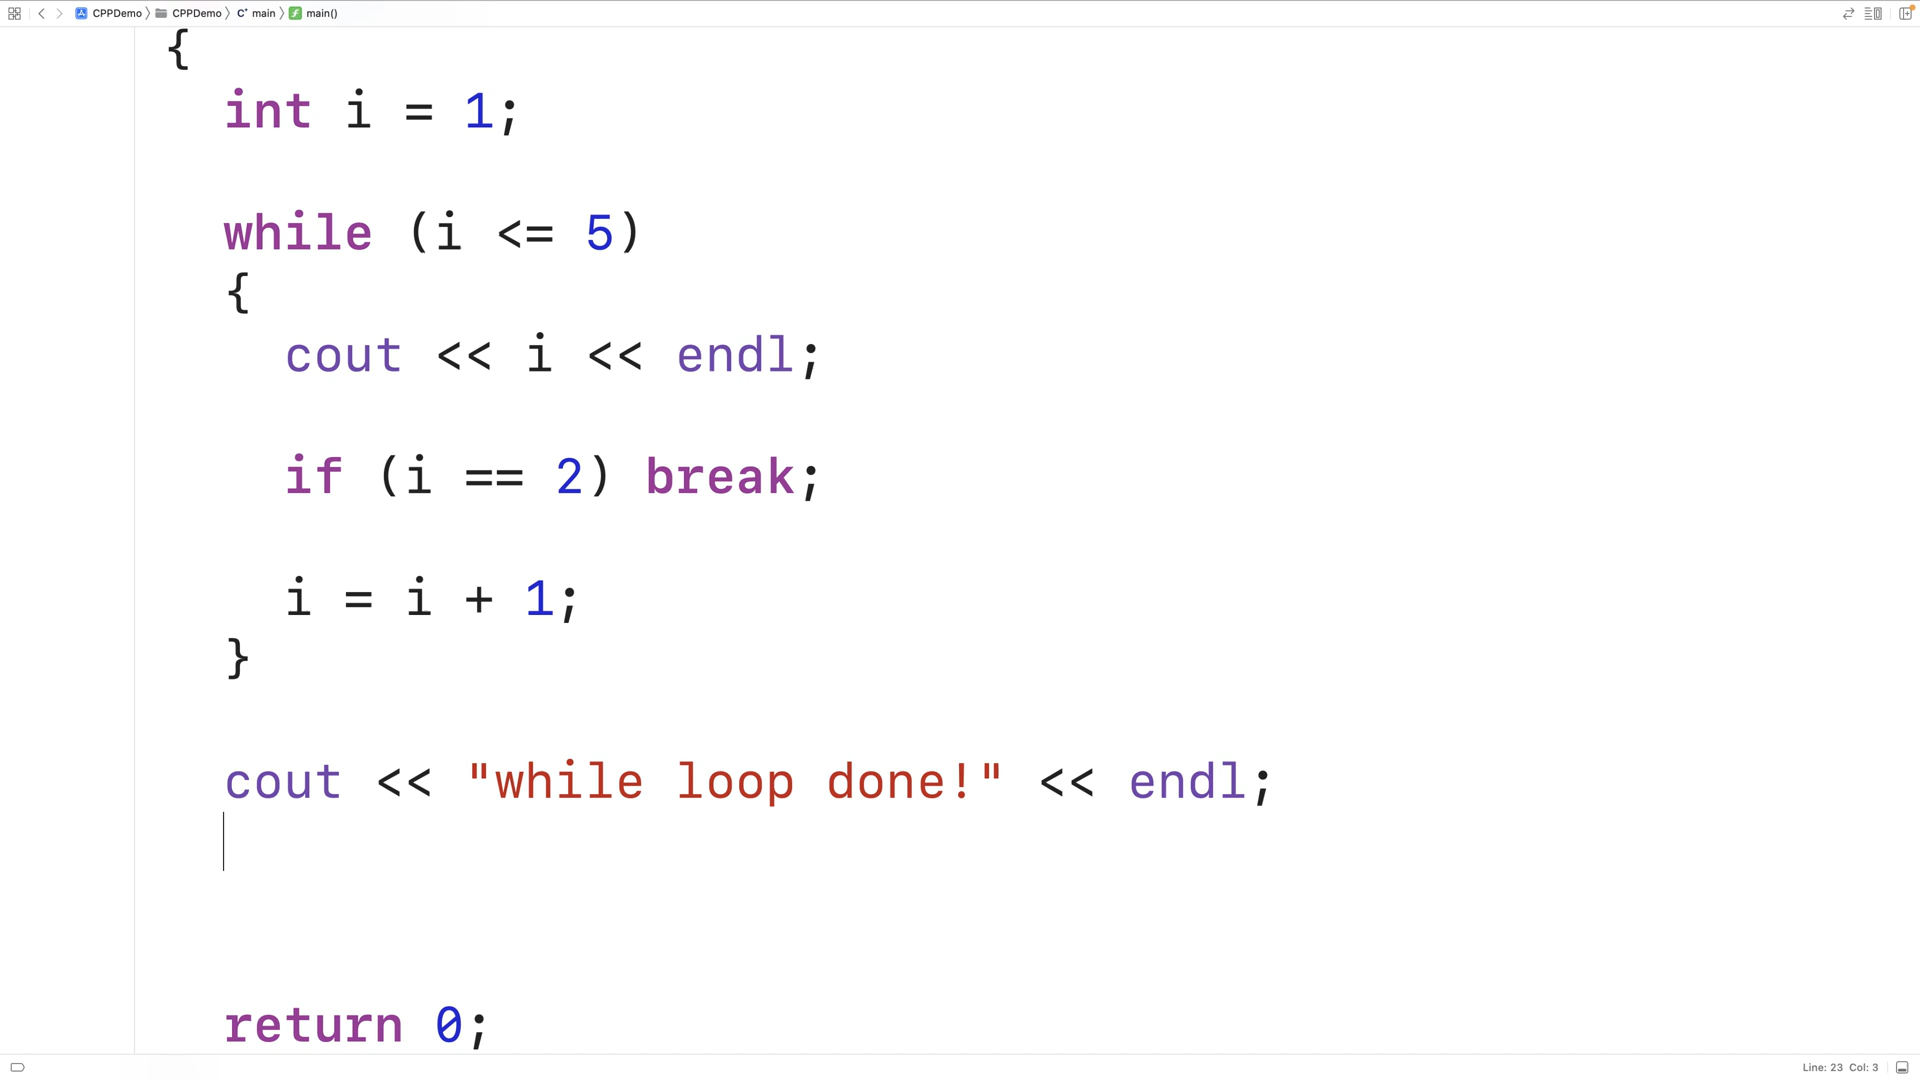 CPPDemo 〉 CPPDemo 〉 C⁺ main 〉 f main()
{
int i = 1;
while (i <= 5)
{
cout << i << endl;
if (i == 2) break;
i = i + 1;
}
cout << "while loop done!" << endl;
return 0;
Line: 23 Col: 3